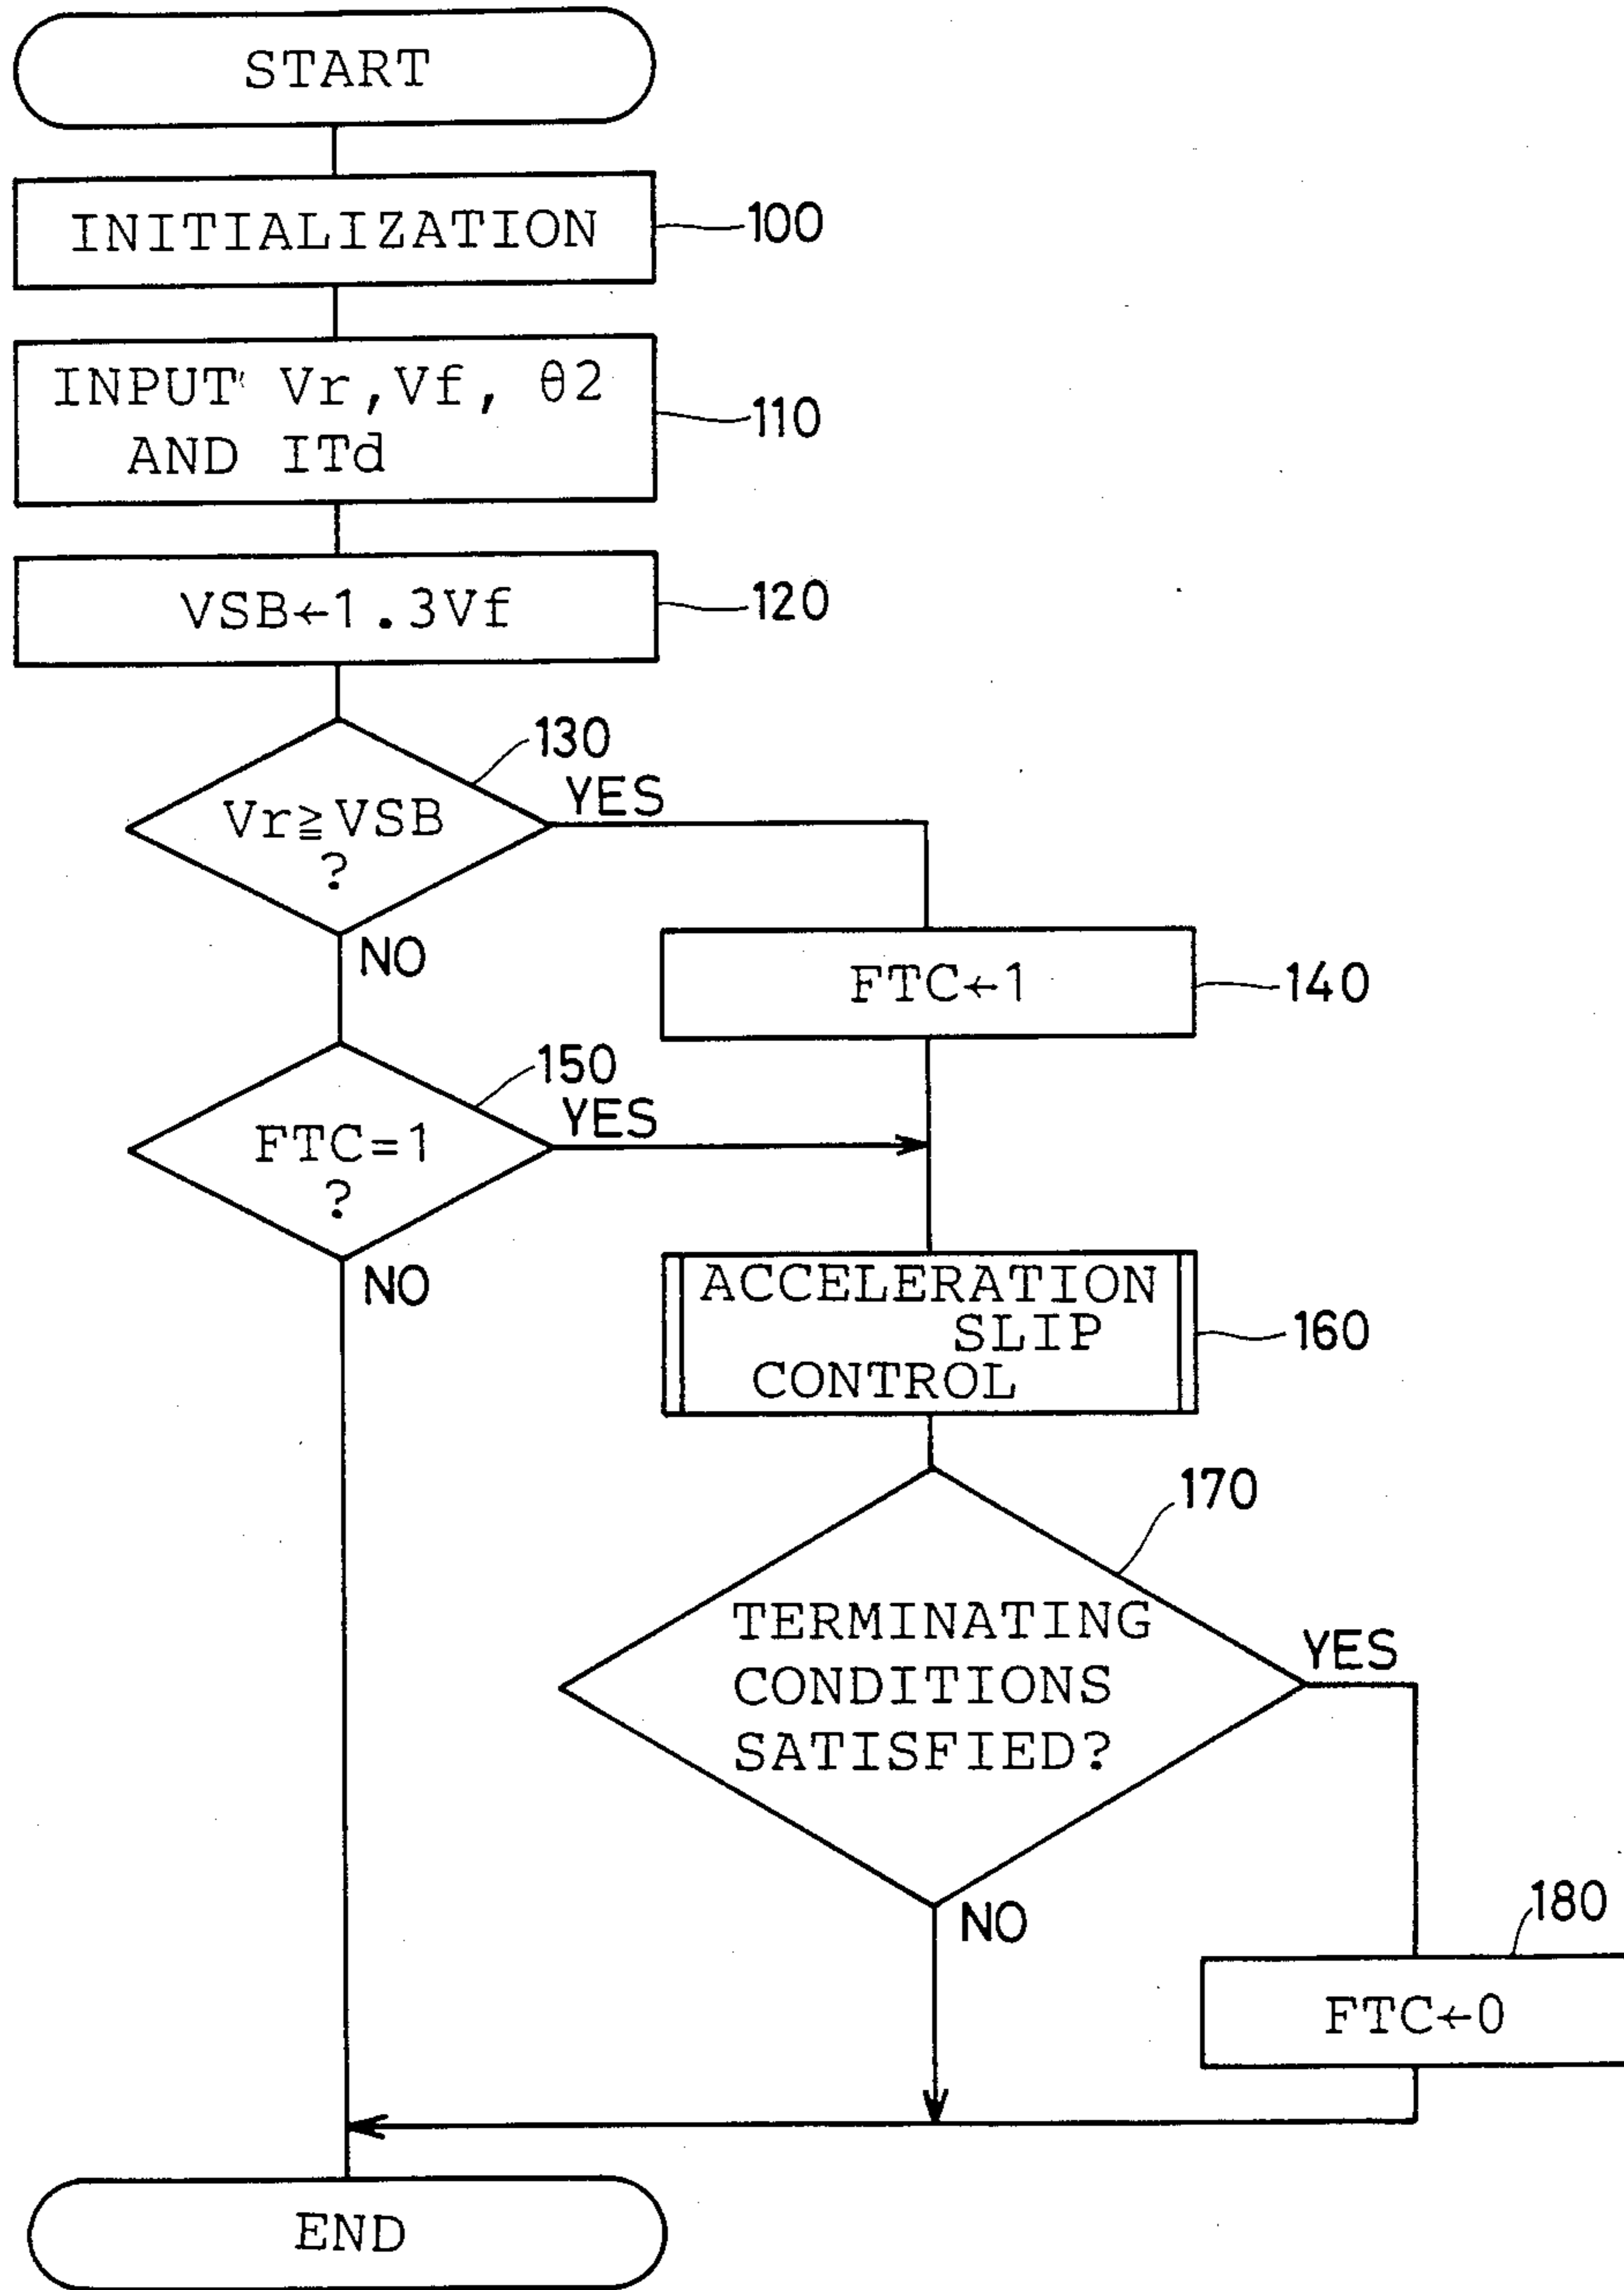 START
INITIALIZATION
100
INPUT Vr,Vf, θ2
AND ITd
110
VSB←1.3Vf
120
130
YES
Vr≧VSB
?
NO
FTC←1
140
150
YES
FTC=1
?
NO
ACCELERATION
SLIP
CONTROL
160
170
TERMINATING
CONDITIONS
SATISFIED?
YES
NO
180
FTC←0
END